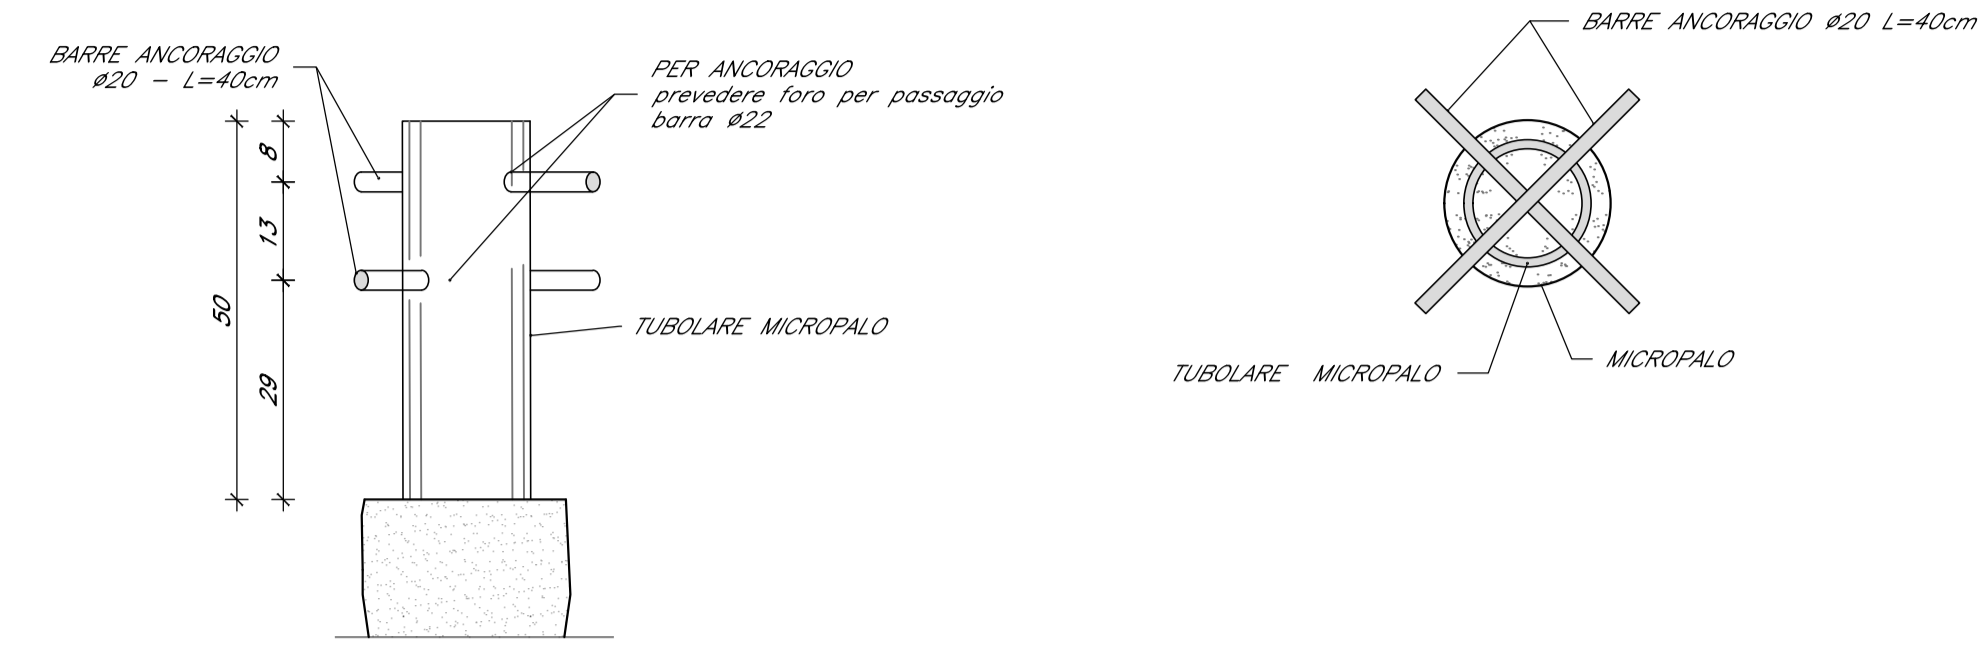 BARRE ANCORAGGIO
ø20 - L=40cm
PER ANCORAGGIO
prevedere foro per passaggio
barra ø22
8
13
50
29
TUBOLARE MICROPALO
BARRE ANCORAGGIO ø20 L=40cm
TUBOLARE MICROPALO
MICROPALO